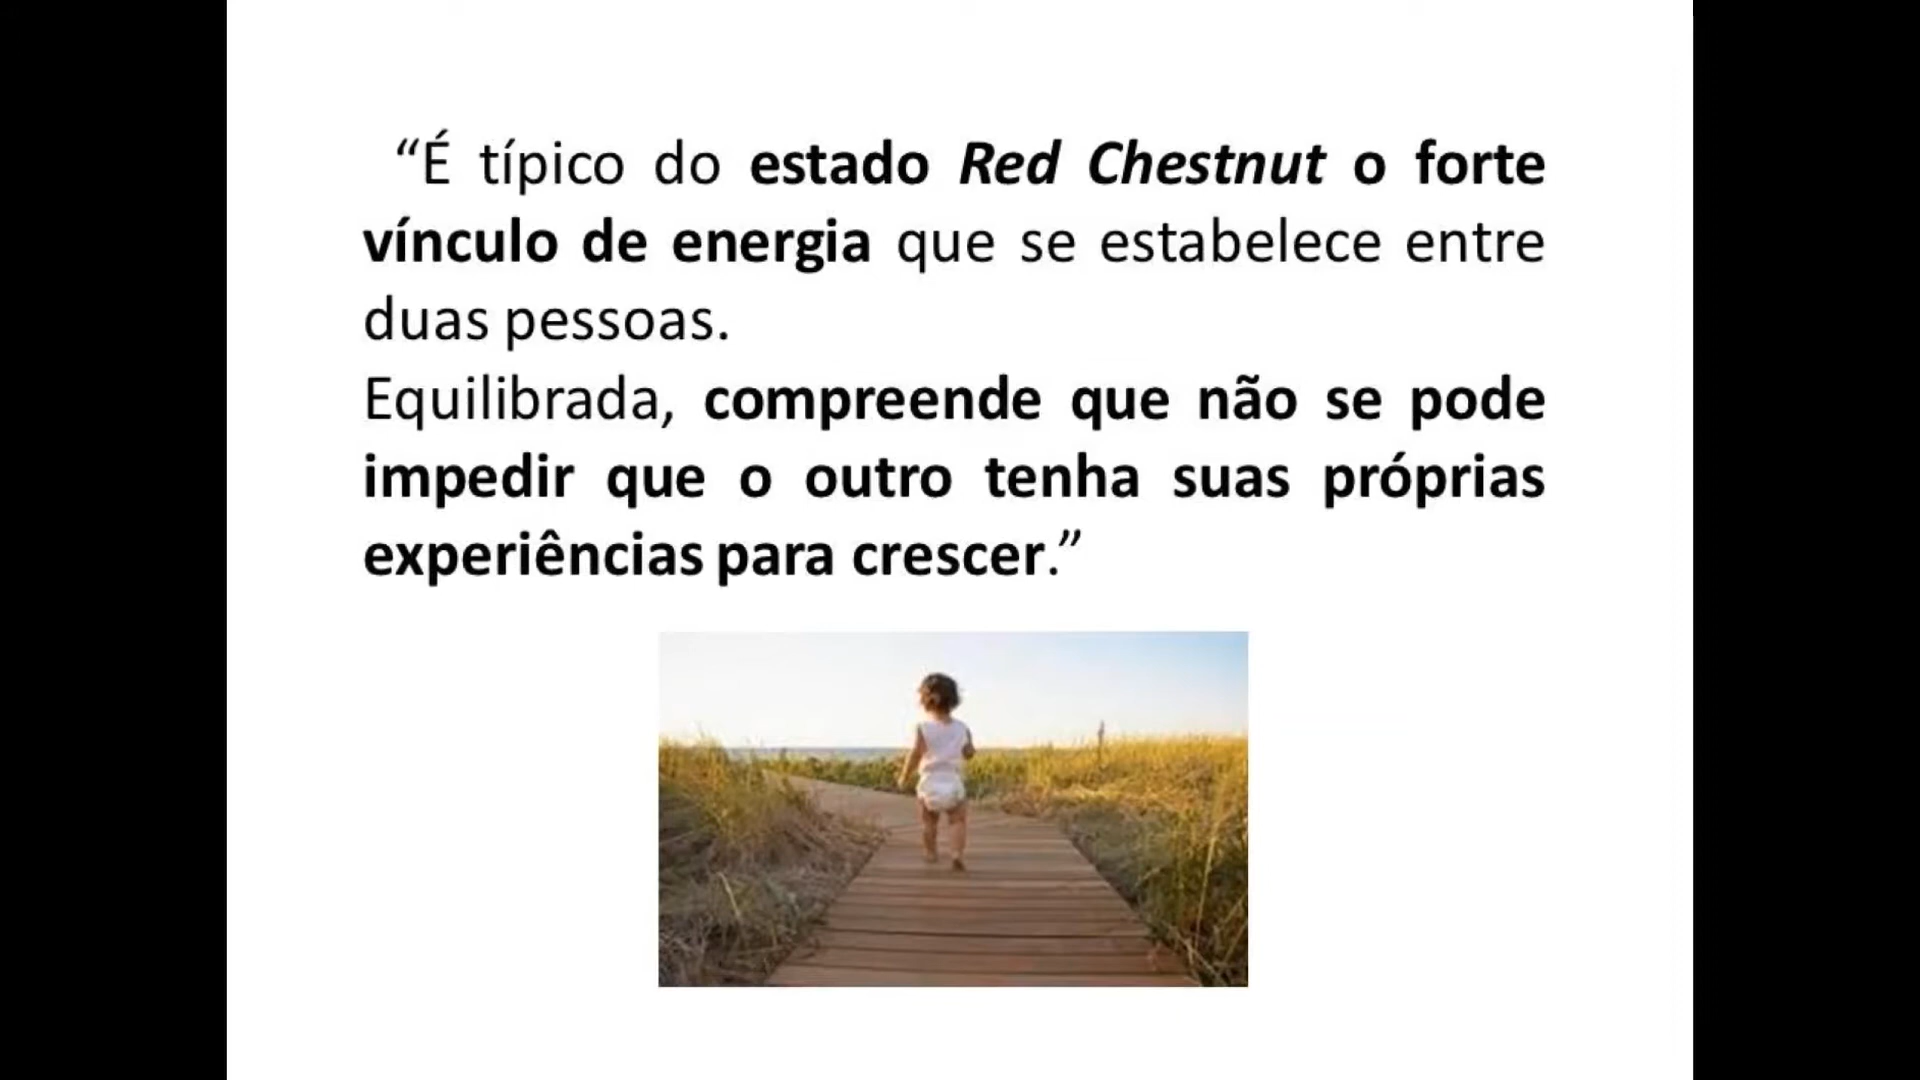 “É típico do estado Red Chestnut o forte
vínculo de energia que se estabelece entre
duas pessoas.
Equilibrada, compreende que não se pode
impedir que o outro tenha suas próprias
experiências para crescer.”